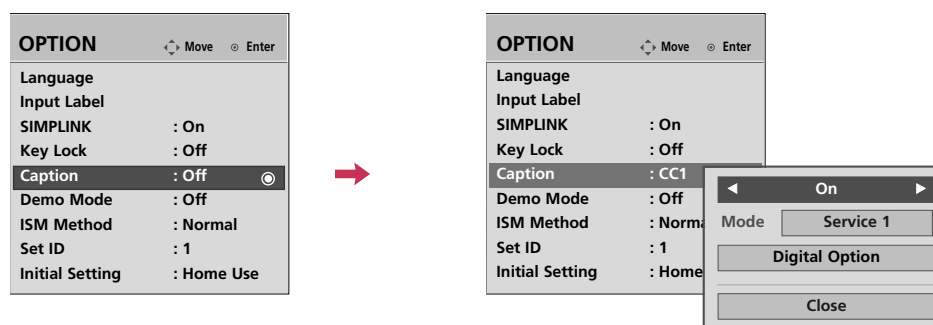 OPTION Move Enter
Language
Input Label
SIMPLINK : On
Key Lock : Off
Caption : Off
Demo Mode : Off
ISM Method : Normal
Set ID : 1
Initial Setting : Home Use
OPTION Move Enter
Language
Input Label
SIMPLINK : On
Key Lock : Off
Caption : CC1
Demo Mode : Off
ISM Method : Norma
Set ID : 1
Initial Setting : Home
On
Mode Service 1
Digital Option
Close